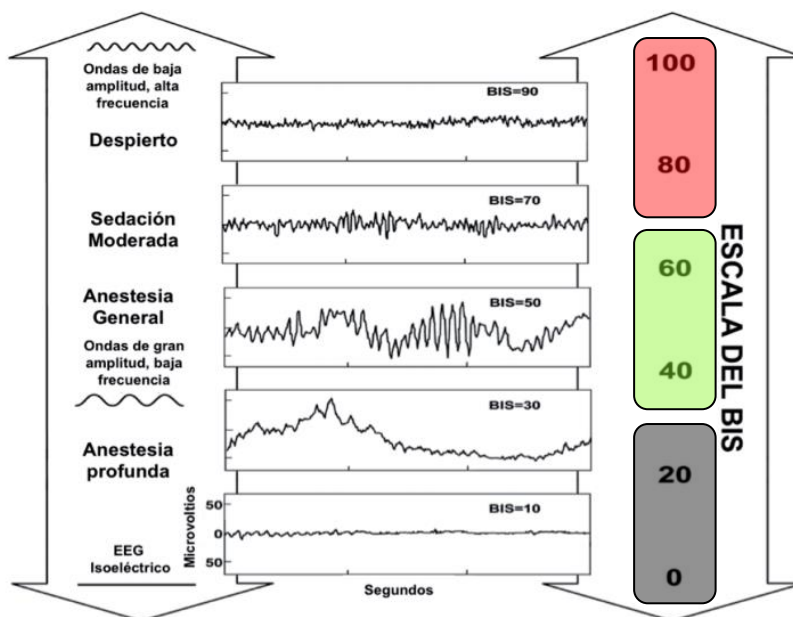 Ondas de baja
amplitud, alta
frecuencia
Despierto
Sedación
Moderada
Anestesia
General
Ondas de gran
amplitud, baja
frecuencia
Anestesia
profunda
EEG
Isoeléctrico
BIS=90
BIS=70
BIS=50
BIS=30
BIS=10
Microvoltios
50
0
50
Segundos
100
80
60
40
20
0
ESCALA DEL BIS